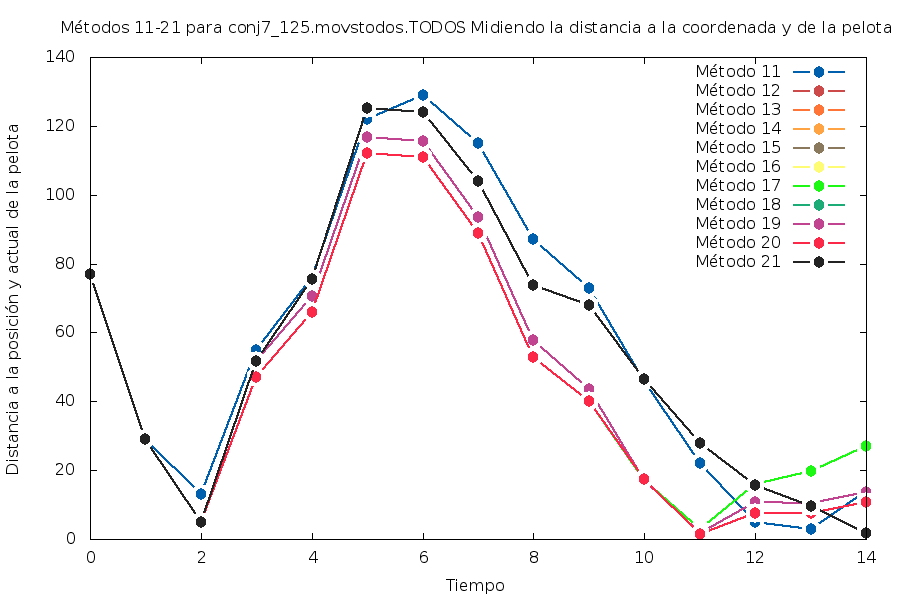 Métodos 11-21 para conj7_125.movstodos.TODOS Midiendo la distancia a la coordenada y de la pelota
Distancia a la posición y actual de la pelota
140
120
100
80
60
40
20
0
Método 11
Método 12
Método 13
Método 14
Método 15
Método 16
Método 17
Método 18
Método 19
Método 20
Método 21
0 2 4 6 8 10 12 14
Tiempo